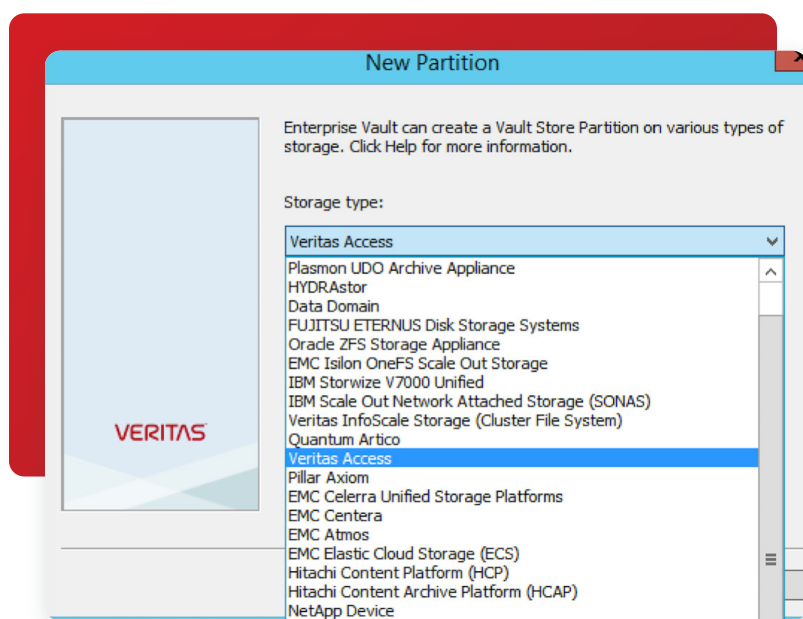 New Partition
Enterprise Vault can create a Vault Store Partition on various types of
storage. Click Help for more information.
Storage type:
Veritas Access
Plasmon UDO Archive Appliance
HYDRAstor
Data Domain
FUJITSU ETERNUS Disk Storage Systems
Oracle ZFS Storage Appliance
EMC Isilon OneFS Scale Out Storage
IBM Storwize V7000 Unified
IBM Scale Out Network Attached Storage (SONAS)
Veritas InfoScale Storage (Cluster File System)
Quantum Artico
Veritas Access
Pillar Axiom
EMC Celerra Unified Storage Platforms
EMC Centera
EMC Atmos
EMC Elastic Cloud Storage (ECS)
Hitachi Content Platform (HCP)
Hitachi Content Archive Platform (HCAP)
NetApp Device
VERITAS